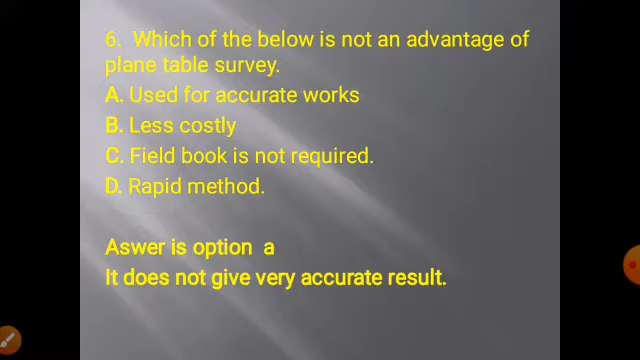 6. Which of the below is not an advantage of
plane table survey.
A. Used for accurate works
B. Less costly
C. Field book is not required.
D. Rapid method.
Aswer is option a
It does not give very accurate result.